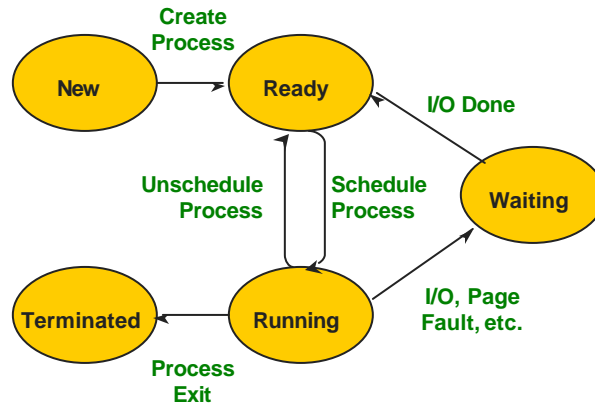 Create
Process
New
Ready
I/O Done
Unschedule
Process
Schedule
Process
Waiting
Terminated
Running
I/O, Page
Fault, etc.
Process
Exit